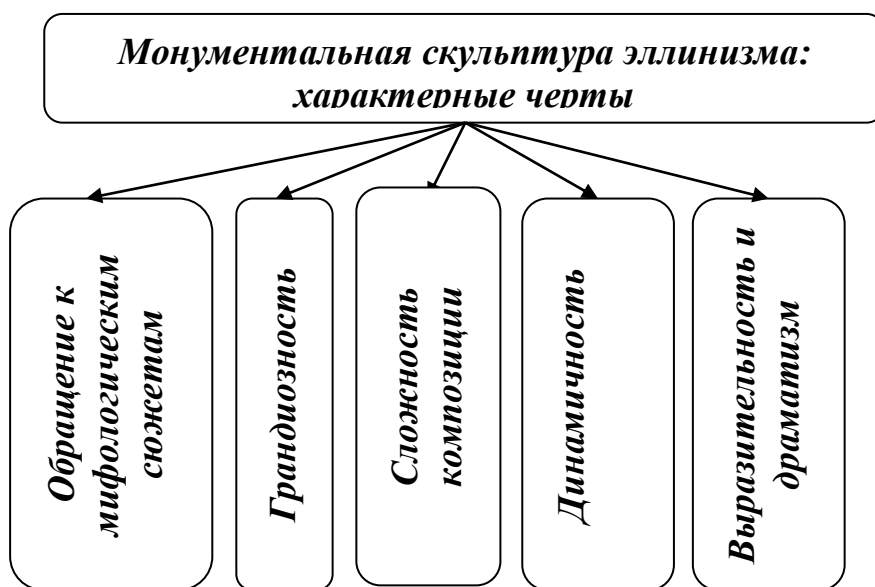 Монументальная скульптура эллинизма:
характерные черты
Обращение к
мифологическим
сюжетам
Грандиозность
Сложность
композиции
Динамичность
Выразительность и
драматизм